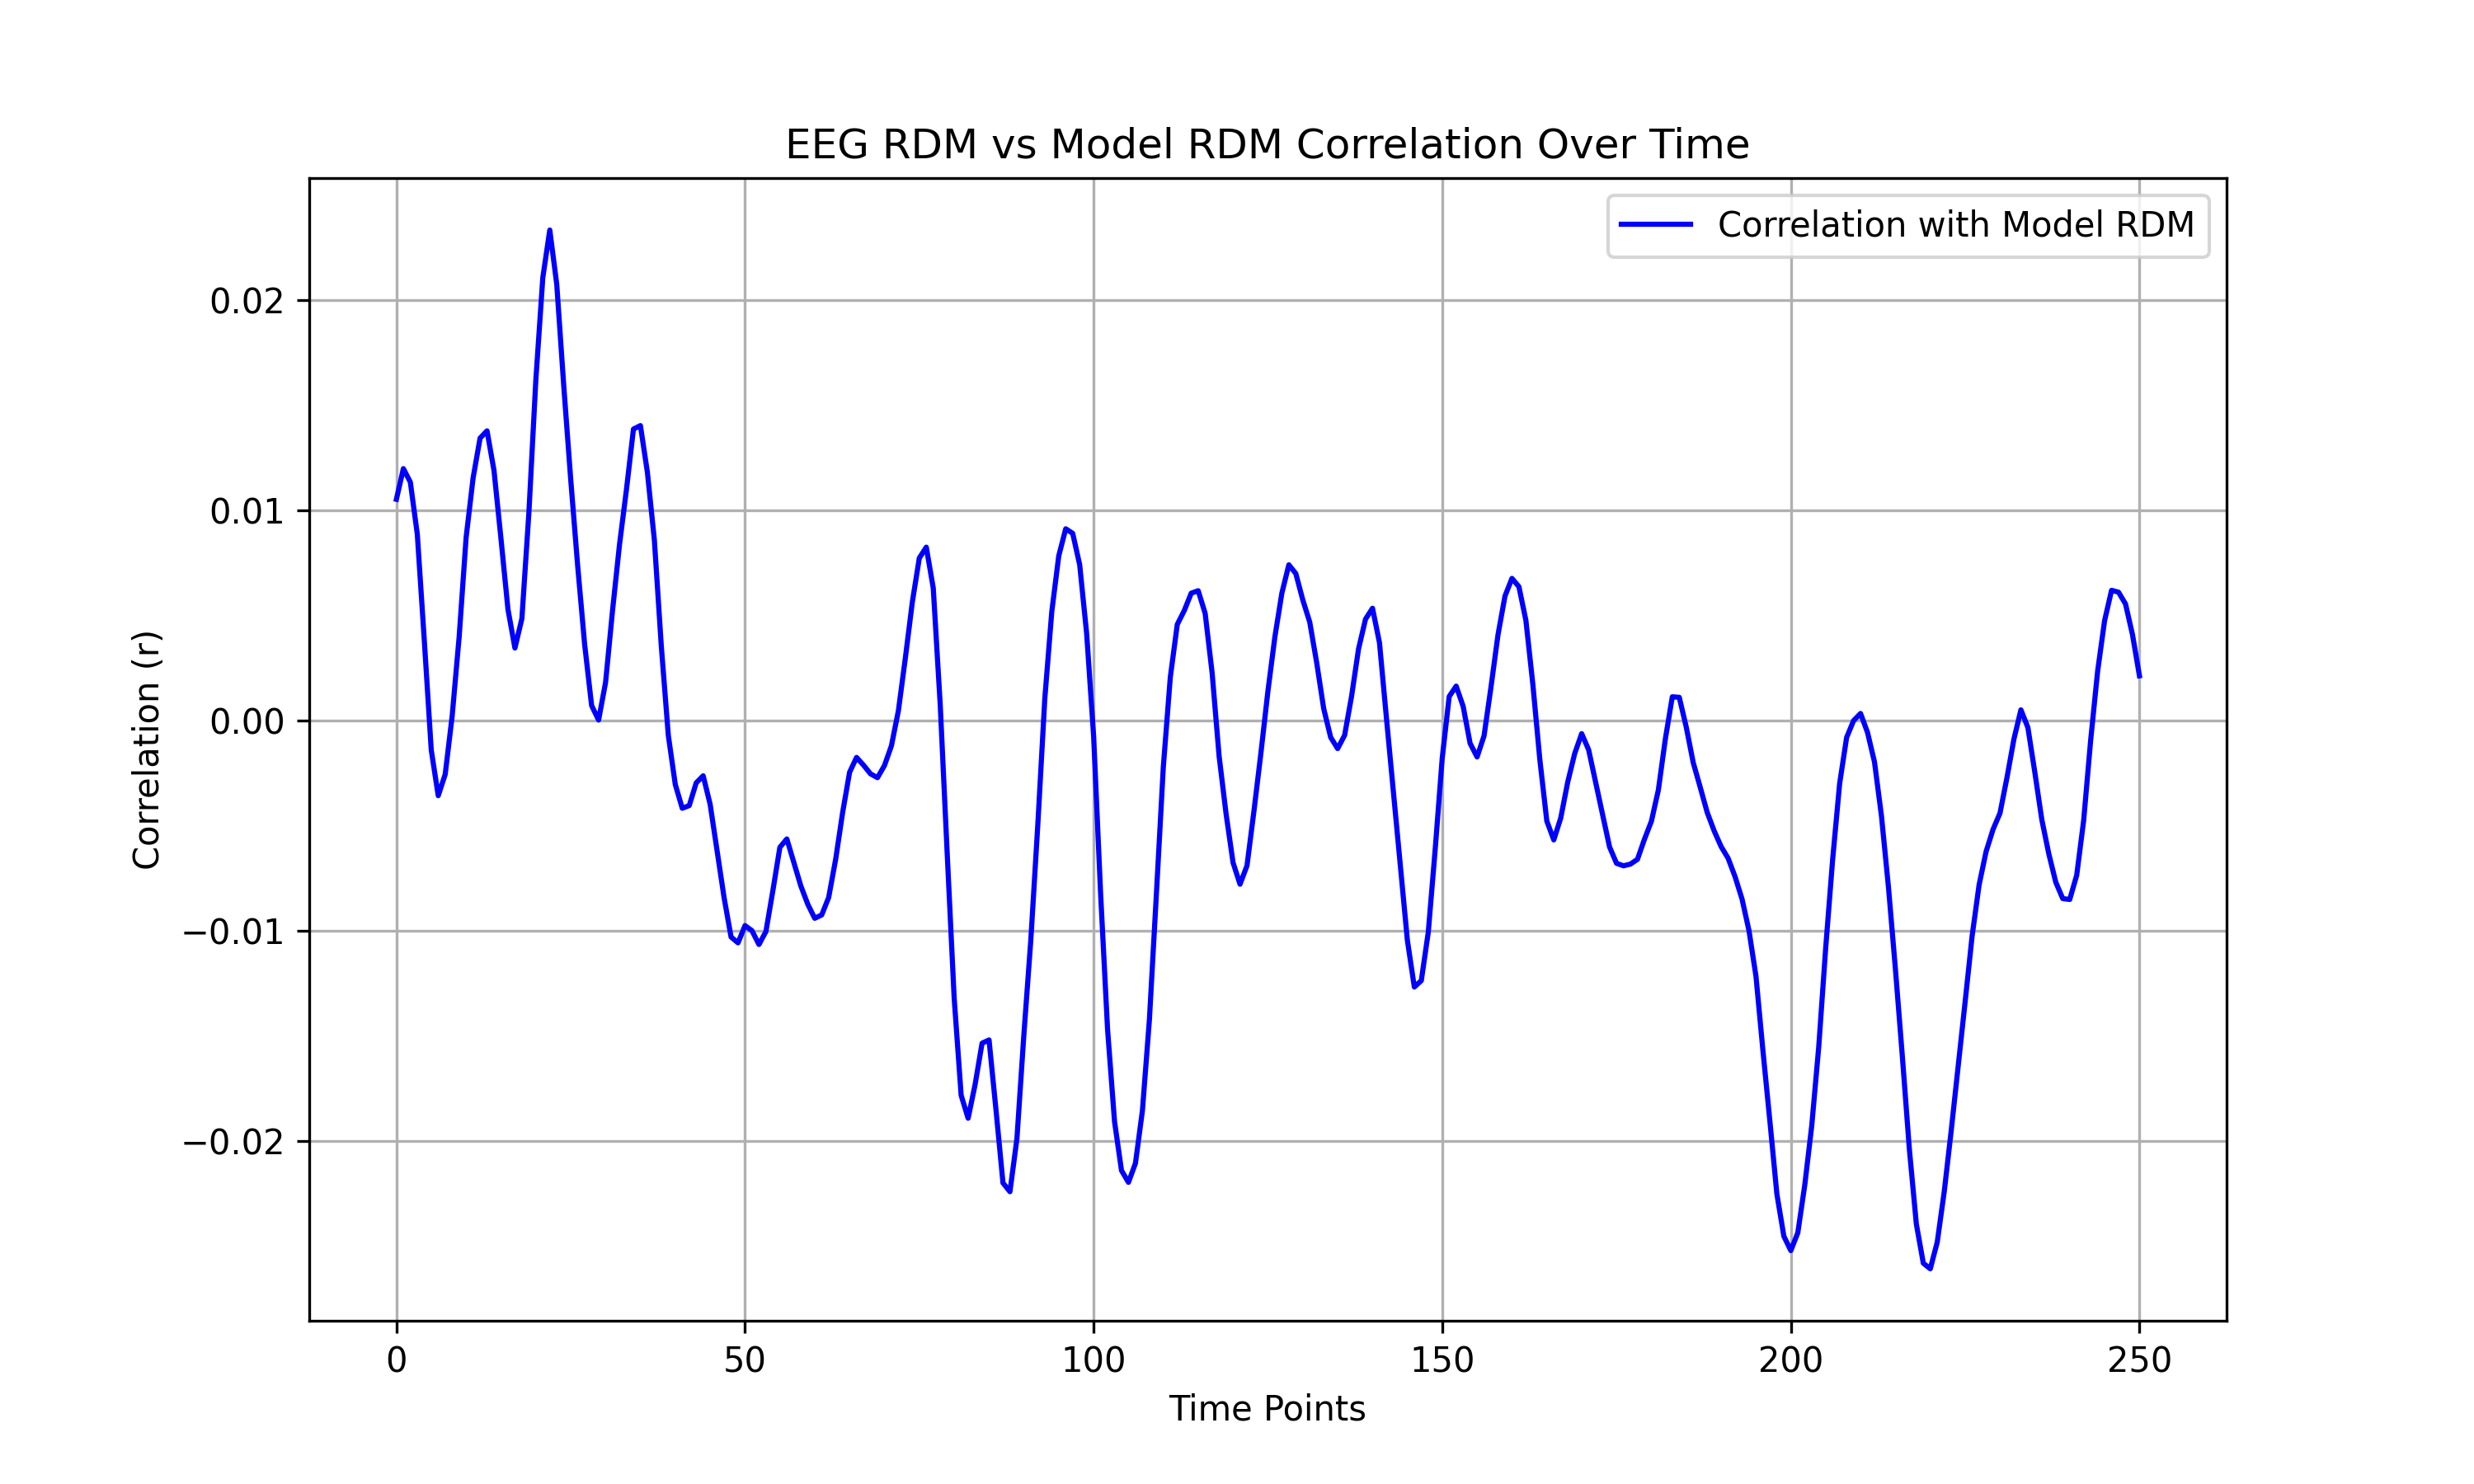 EEG RDM vs Model RDM Correlation Over Time
Correlation with Model RDM
0.02
0.01
0.00
−0.01
−0.02
Correlation (r)
0 50 100 150 200 250
Time Points